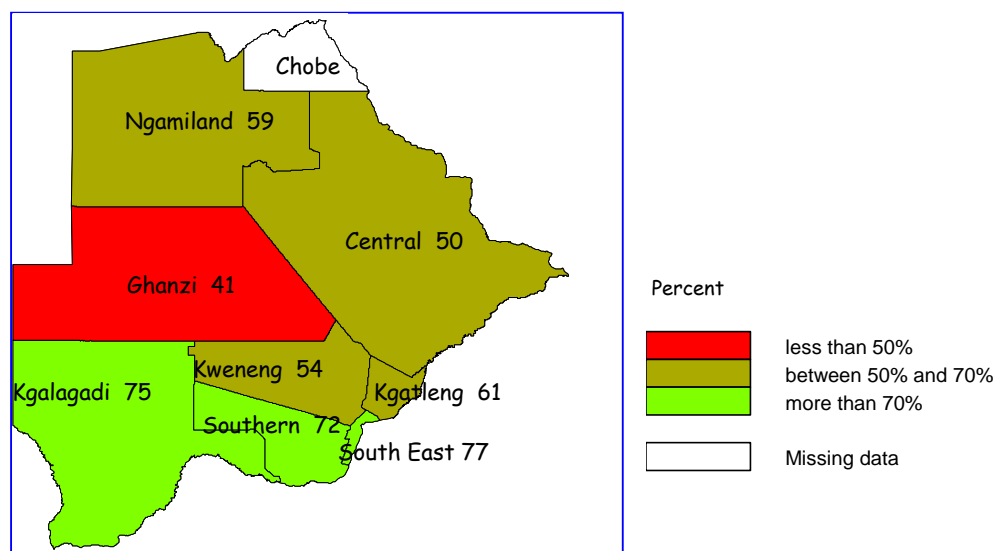 Chobe
Ngamiland 59
Central 50
Ghanzi 41
Kweneng 54
Kgalagadi 75
Kgatleng 61
Southern 72
South East 77
Percent
less than 50%
between 50% and 70%
more than 70%
Missing data